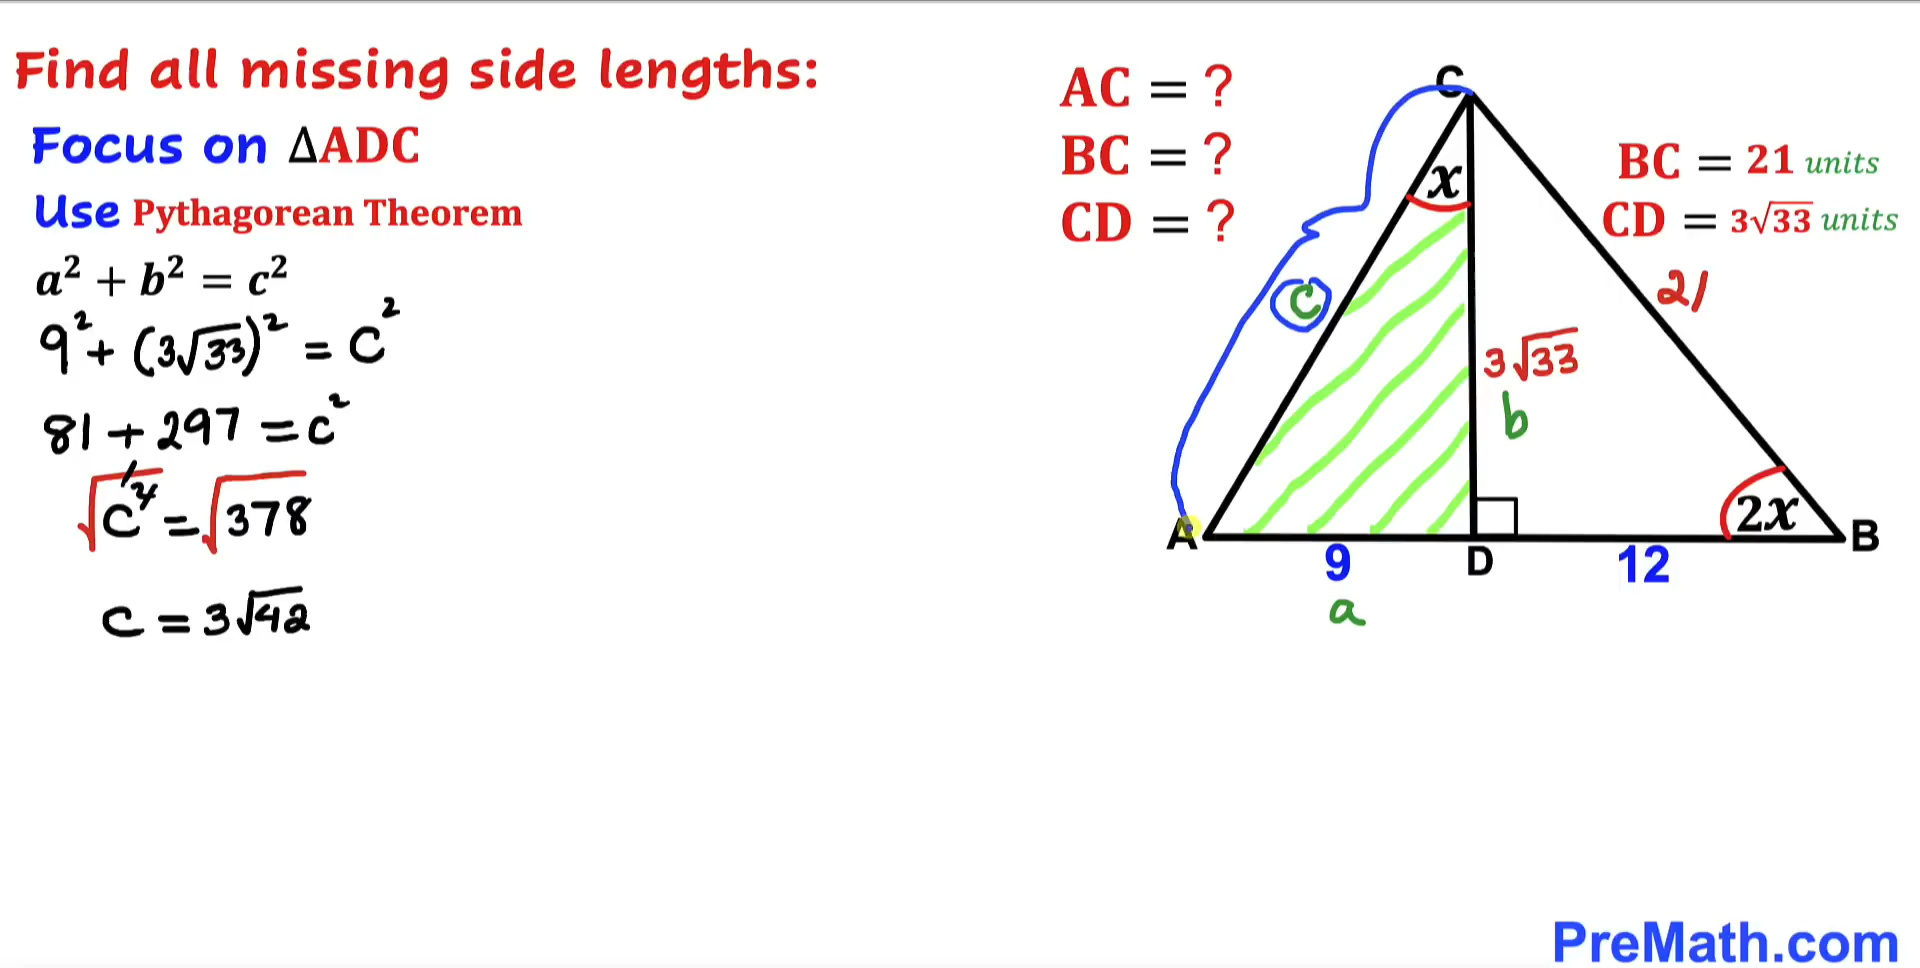 Find all missing side lengths:
Focus on ΔADC
Use Pythagorean Theorem
a² + b² = c²
9² + (3√33)² = c²
81 + 297 = c²
√c² = √378
c = 3√42
AC = ?
BC = ?
CD = ?
BC = 21 units
CD = 3√33 units
C
x
c
21
3√33
b
2x
A
D
B
9
12
a
PreMath.com